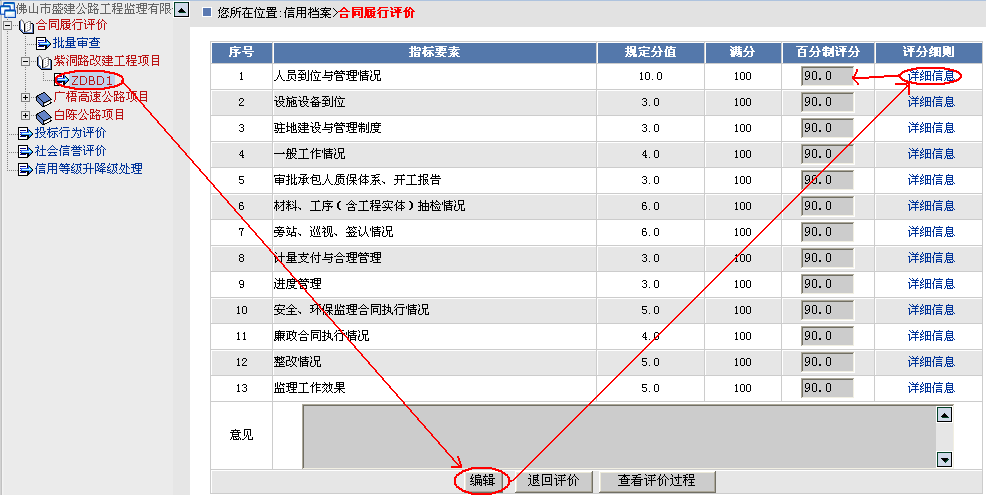 佛山市盛建公路工程监理有限
合同履行评价
批量审查
紫洞路改建工程项目
ZDBD1
广梧高速公路项目
白陈公路项目
投标行为评价
社会信誉评价
信用等级升降级处理
您所在位置:信用档案>合同履行评价
序号 指标要素 规定分值 满分 百分制评分 评分细则
1 人员到位与管理情况 10.0 100 90.0 详细信息
2 设施设备到位 3.0 100 90.0 详细信息
3 驻地建设与管理制度 3.0 100 90.0 详细信息
4 一般工作情况 4.0 100 90.0 详细信息
5 审批承包人质保体系、开工报告 3.0 100 90.0 详细信息
6 材料、工序(含工程实体)抽检情况 6.0 100 90.0 详细信息
7 旁站、巡视、签认情况 6.0 100 90.0 详细信息
8 计量支付与合理管理 3.0 100 90.0 详细信息
9 进度管理 3.0 100 90.0 详细信息
10 安全、环保监理合同执行情况 5.0 100 90.0 详细信息
11 廉政合同执行情况 4.0 100 90.0 详细信息
12 整改情况 5.0 100 90.0 详细信息
13 监理工作效果 5.0 100 90.0 详细信息
意见
编辑 退回评价 查看评价过程